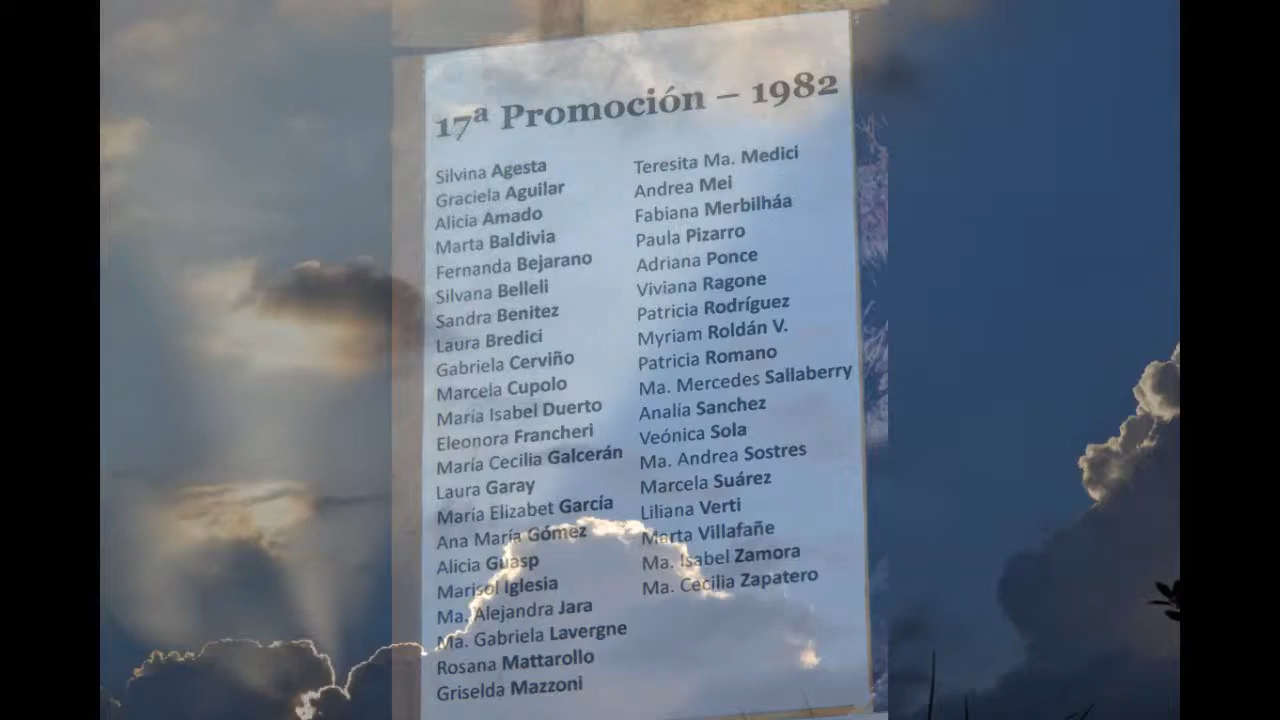 17ª Promoción – 1982
Silvina Agesta
Graciela Aguilar
Alicia Amado
Marta Baldivia
Fernanda Bejarano
Silvana Belleli
Sandra Benitez
Laura Bredici
Gabriela Cerviño
Marcela Cupolo
María Isabel Duerto
Eleonora Francheri
María Cecilia Galcerán
Laura Garay
María Elizabet García
Ana María Gómez
Alicia Guasp
Marisol Iglesia
Ma. Alejandra Jara
Ma. Gabriela Lavergne
Rosana Mattarollo
Griselda Mazzoni
Teresita Ma. Medici
Andrea Mei
Fabiana Merbilháa
Paula Pizarro
Adriana Ponce
Viviana Ragone
Patricia Rodríguez
Myriam Roldán V.
Patricia Romano
Ma. Mercedes Sallaberry
Analía Sanchez
Veónica Sola
Ma. Andrea Sostres
Marcela Suárez
Liliana Verti
Marta Villafañe
Ma. Isabel Zamora
Ma. Cecilia Zapatero